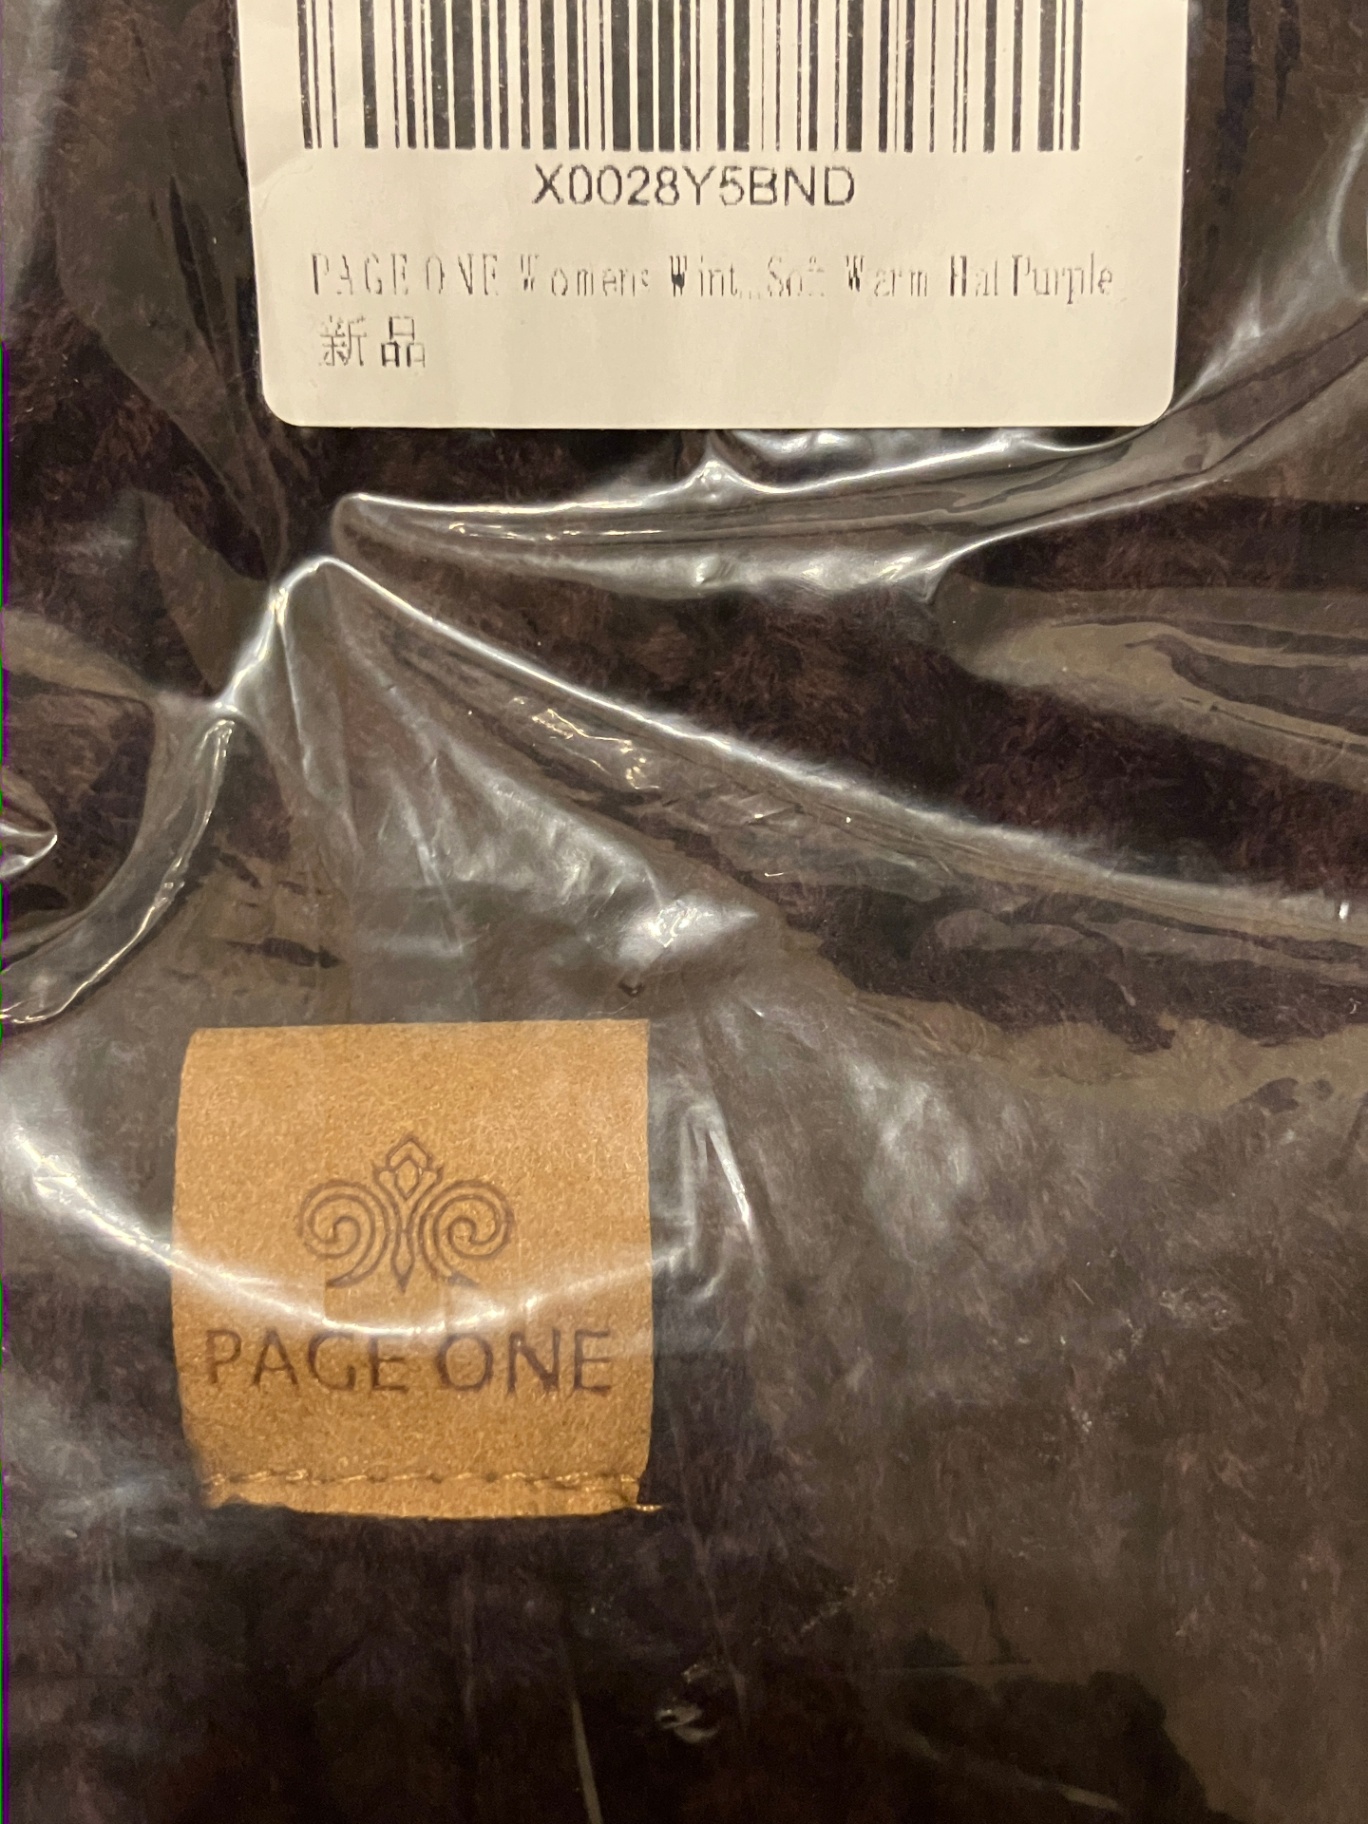 X0028Y5BND
PAGE ONE Womens Wint...Soft Warm Hat Purple
新品
PAGE ONE